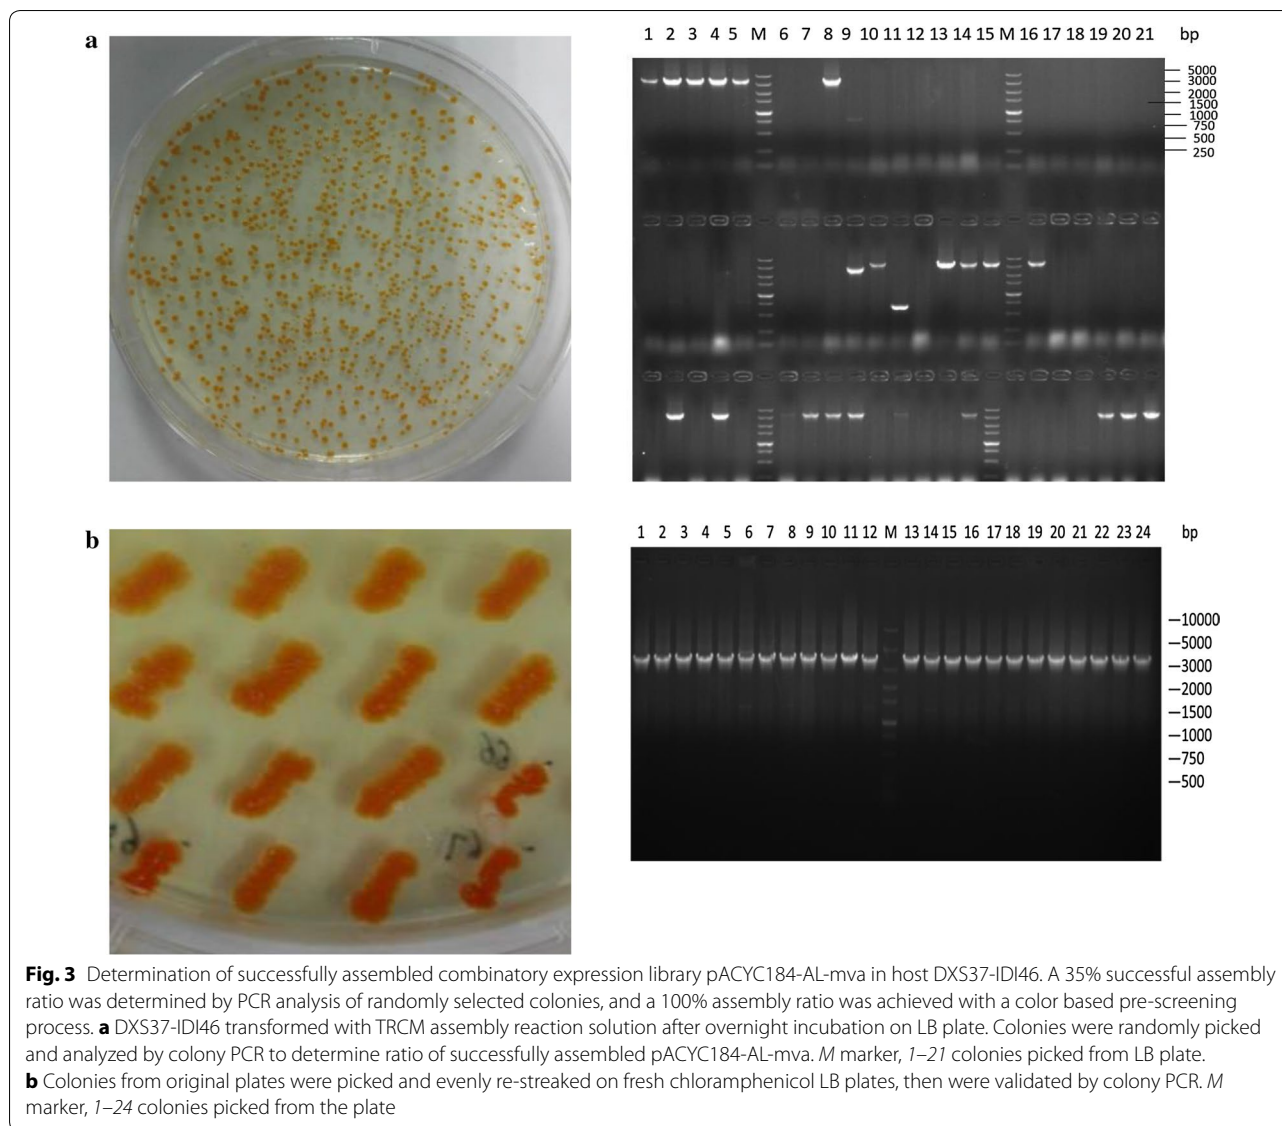 a
1 2 3 4 5 M 6 7 8 9 10 11 12 13 14 15 M 16 17 18 19 20 21 bp
5000
3000
2000
1500
1000
750
500
250
b
1 2 3 4 5 6 7 8 9 10 11 12 M 13 14 15 16 17 18 19 20 21 22 23 24 bp
10000
5000
3000
2000
1500
1000
750
500
Fig. 3 Determination of successfully assembled combinatory expression library pACYC184-AL-mva in host DXS37-IDI46. A 35% successful assembly
ratio was determined by PCR analysis of randomly selected colonies, and a 100% assembly ratio was achieved with a color based pre-screening
process. a DXS37-IDI46 transformed with TRCM assembly reaction solution after overnight incubation on LB plate. Colonies were randomly picked
and analyzed by colony PCR to determine ratio of successfully assembled pACYC184-AL-mva. M marker, 1–21 colonies picked from LB plate.
b Colonies from original plates were picked and evenly re-streaked on fresh chloramphenicol LB plates, then were validated by colony PCR. M
marker, 1–24 colonies picked from the plate